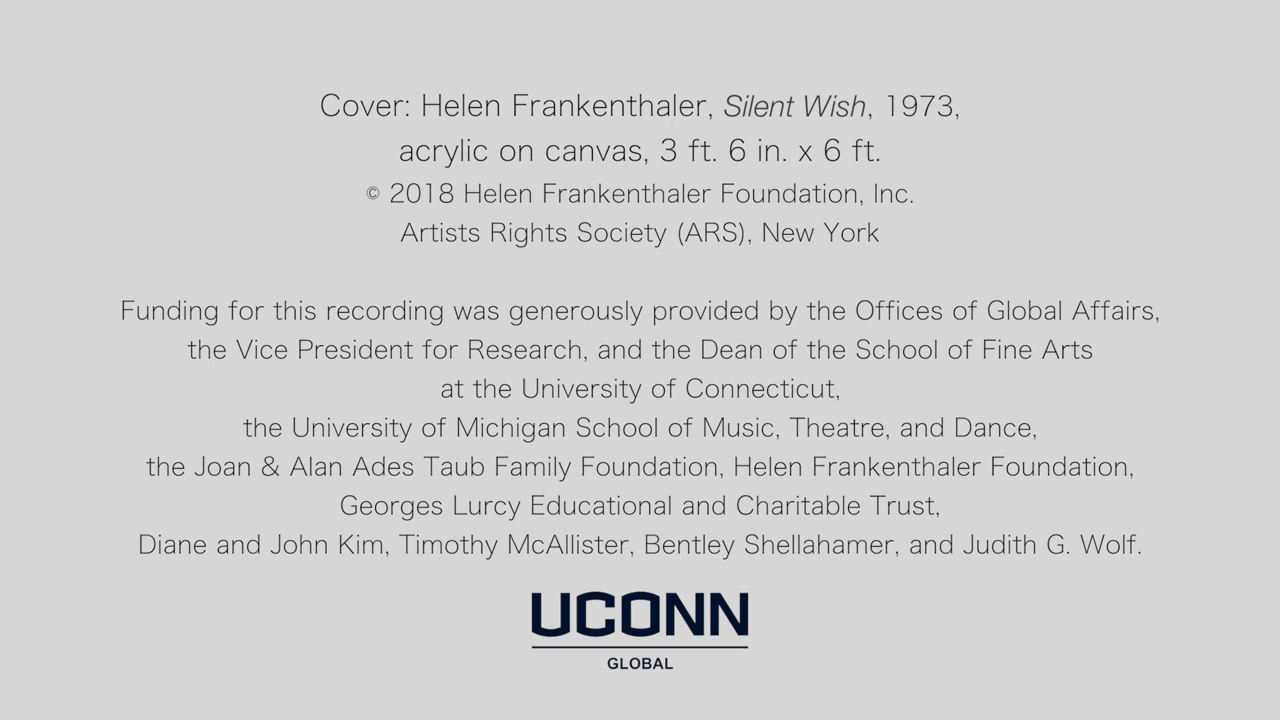 Cover: Helen Frankenthaler, Silent Wish, 1973,
acrylic on canvas, 3 ft. 6 in. x 6 ft.
© 2018 Helen Frankenthaler Foundation, Inc.
Artists Rights Society (ARS), New York
Funding for this recording was generously provided by the Offices of Global Affairs,
the Vice President for Research, and the Dean of the School of Fine Arts
at the University of Connecticut,
the University of Michigan School of Music, Theatre, and Dance,
the Joan & Alan Ades Taub Family Foundation, Helen Frankenthaler Foundation,
Georges Lurcy Educational and Charitable Trust,
Diane and John Kim, Timothy McAllister, Bentley Shellahamer, and Judith G. Wolf.
UCONN
GLOBAL